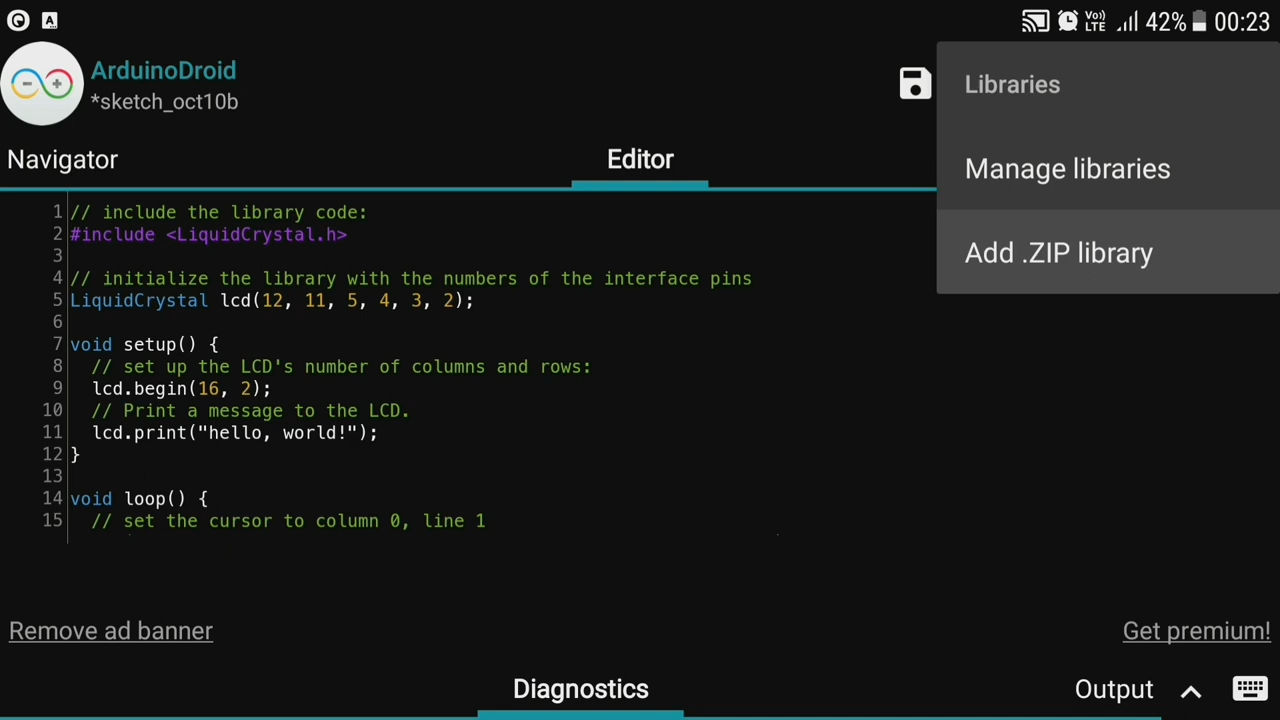 Vo)) LTE 42% 00:23
ArduinoDroid
*sketch_oct10b
Libraries
Manage libraries
Add .ZIP library
Navigator
Editor
1 // include the library code:
2 #include <LiquidCrystal.h>
3
4 // initialize the library with the numbers of the interface pins
5 LiquidCrystal lcd(12, 11, 5, 4, 3, 2);
6
7 void setup() {
8   // set up the LCD's number of columns and rows:
9   lcd.begin(16, 2);
10   // Print a message to the LCD.
11   lcd.print("hello, world!");
12 }
13
14 void loop() {
15   // set the cursor to column 0, line 1
Remove ad banner
Get premium!
Diagnostics
Output